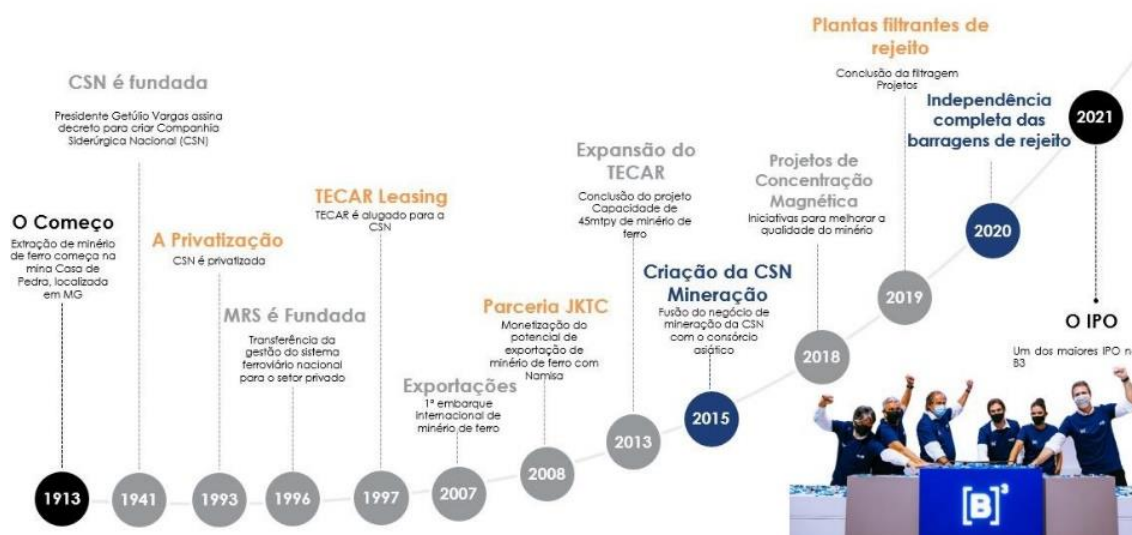 O Começo
Extração de minério
de ferro começa na
mina Casa de
Pedra, localizada
em MG
1913
CSN é fundada
Presidente Getúlio Vargas assina
decreto para criar Companhia
Siderúrgica Nacional (CSN)
1941
A Privatização
CSN é privatizada
1993
MRS é Fundada
Transferência da
gestão do sistema
ferroviário nacional
para o setor privado
1996
TECAR Leasing
TECAR é alugado para a
CSN
1997
Exportações
1º embarque
internacional de
minério de ferro
2007
Parceria JKTC
Monetização do
potencial de
exportação de
minério de ferro com
Namisa
2008
Expansão do
TECAR
Conclusão do projeto
Capacidade de
45mtpy de minério de
ferro
2013
Criação da CSN
Mineração
Fusão do negócio de
mineração da CSN
com o consórcio
asiático
2015
Projetos de
Concentração
Magnética
Iniciativas para melhorar a
qualidade do minério
2018
Plantas filtrantes de
rejeito
Conclusão da filtragem
Projetos
2019
Independência
completa das
barragens de rejeito
2020
2021
O IPO
Um dos maiores IPO n
B3
[B]³